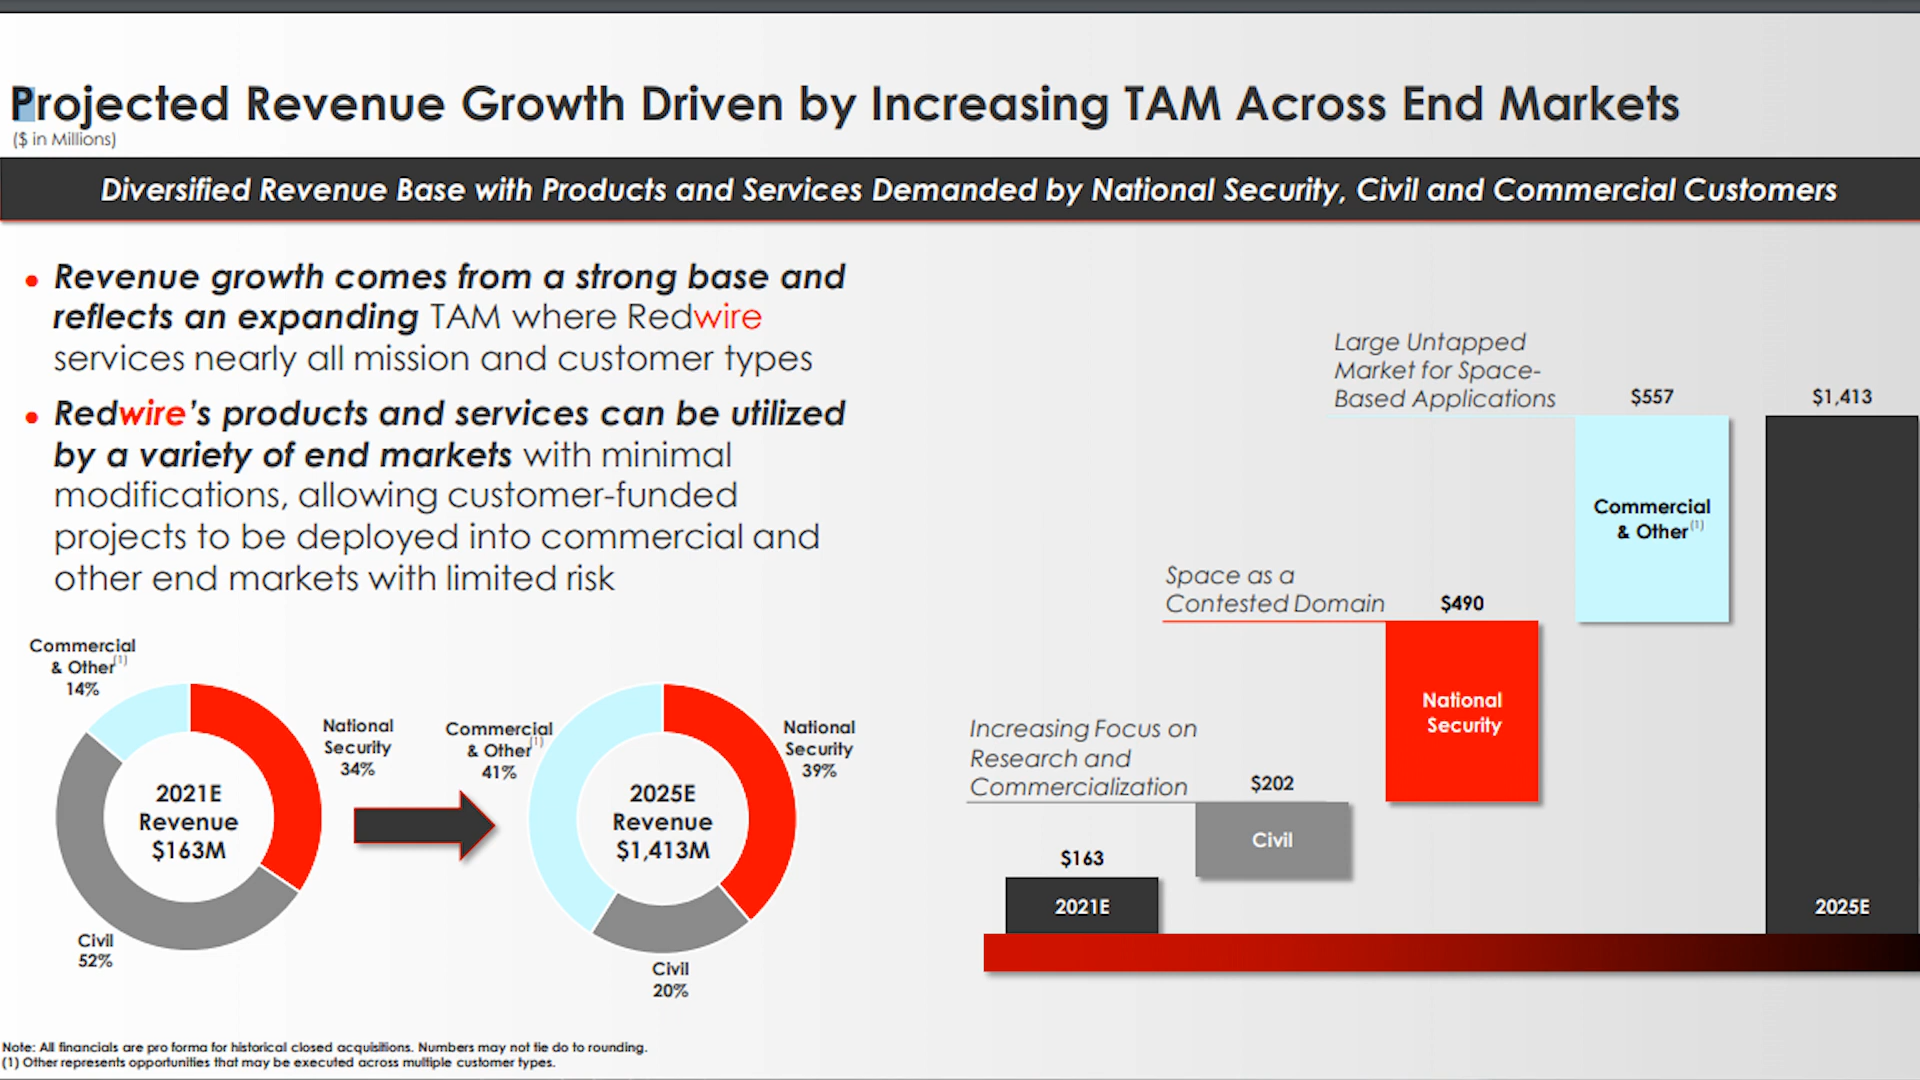 Projected Revenue Growth Driven by Increasing TAM Across End Markets
($ in Millions)
Diversified Revenue Base with Products and Services Demanded by National Security, Civil and Commercial Customers
• Revenue growth comes from a strong base and
reflects an expanding TAM where Redwire
services nearly all mission and customer types
• Redwire's products and services can be utilized
by a variety of end markets with minimal
modifications, allowing customer-funded
projects to be deployed into commercial and
other end markets with limited risk
Commercial
& Other(1)
14%
National
Security
34%
2021E
Revenue
$163M
Civil
52%
Commercial
& Other(1)
41%
National
Security
39%
2025E
Revenue
$1,413M
Civil
20%
$163
2021E
Increasing Focus on
Research and
Commercialization
$202
Civil
Space as a
Contested Domain
$490
National
Security
Large Untapped
Market for Space-
Based Applications
$557
Commercial
& Other(1)
$1,413
2025E
Note: All financials are pro forma for historical closed acquisitions. Numbers may not tie do to rounding.
(1) Other represents opportunities that may be executed across multiple customer types.